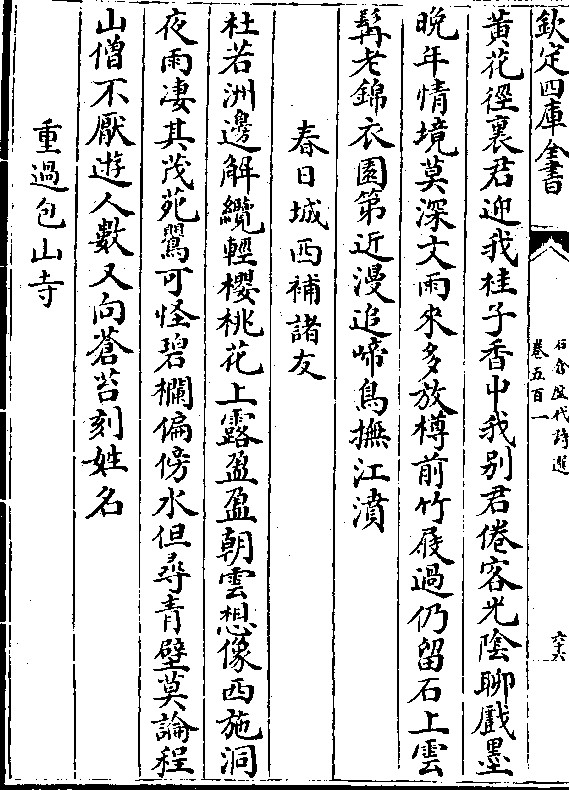 欽定四庫全書
石倉歷代詩選
卷五百一
六十六
黃花徑裏君迎我桂子香中我别君倦客光陰聊戲墨
晚年情境莫深文雨來多放樽前竹屐過仍留石上雲
髯老錦衣園第近漫追啼鳥撫江濆
春日城西補諸友
杜若洲邊解纜輕櫻桃花上露盈盈朝雲想像西施洞
夜雨凄其茂苑鸎可怪碧欄偏傍水但尋青壁莫論程
山僧不厭遊人數又向蒼苔刻姓名
重過包山寺